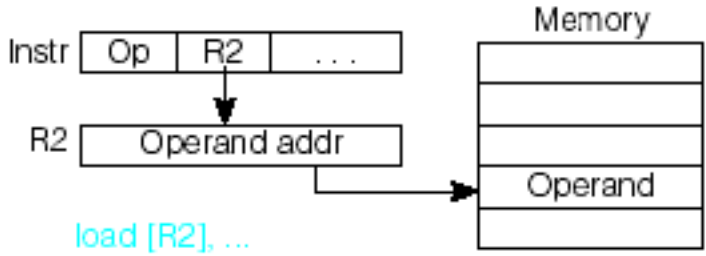 Memory
Instr Op R2 . . .
R2 Operand addr
Operand
load [R2], ...